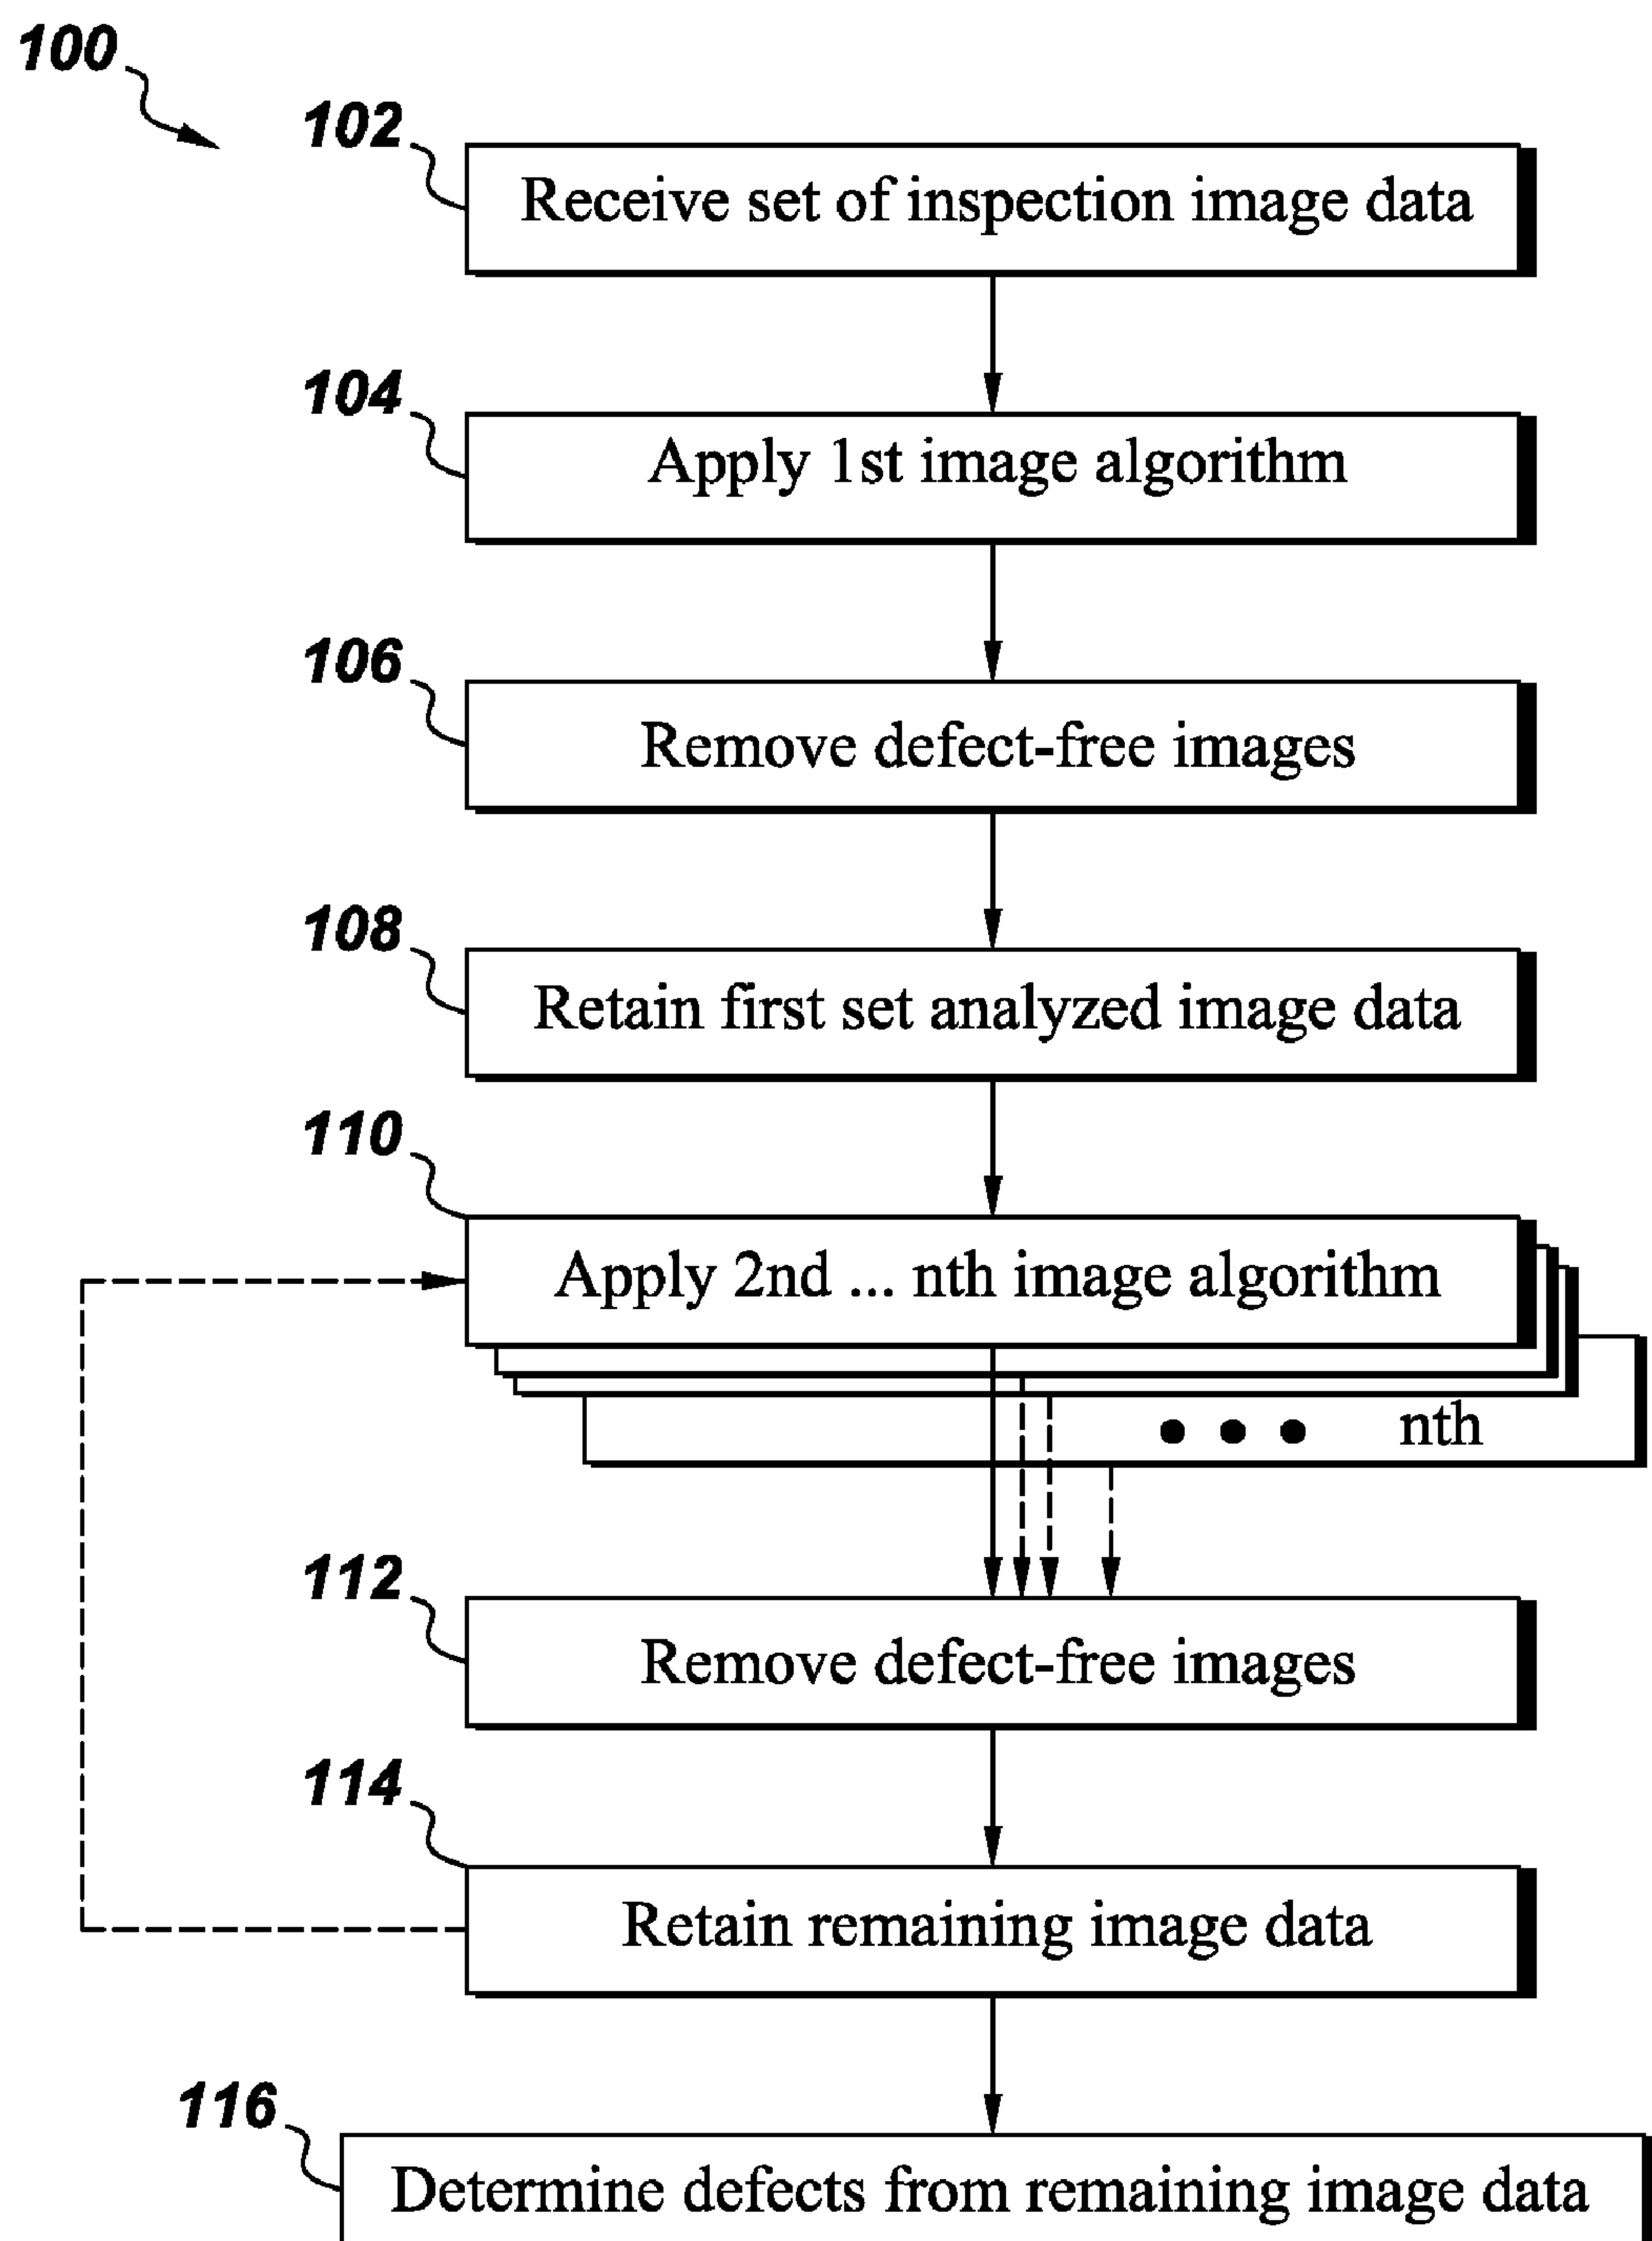 100
102
Receive set of inspection image data
104
Apply 1st image algorithm
106
Remove defect-free images
108
Retain first set analyzed image data
110
Apply 2nd ... nth image algorithm
• • • nth
112
Remove defect-free images
114
Retain remaining image data
116
Determine defects from remaining image data